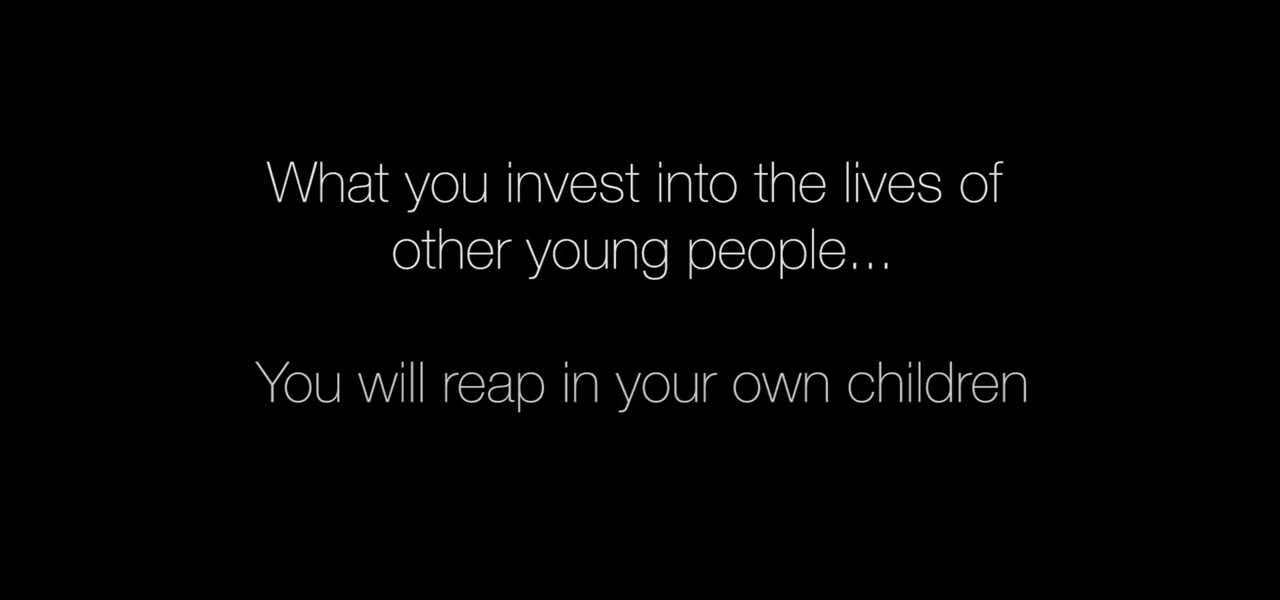 What you invest into the lives of
other young people...
You will reap in your own children